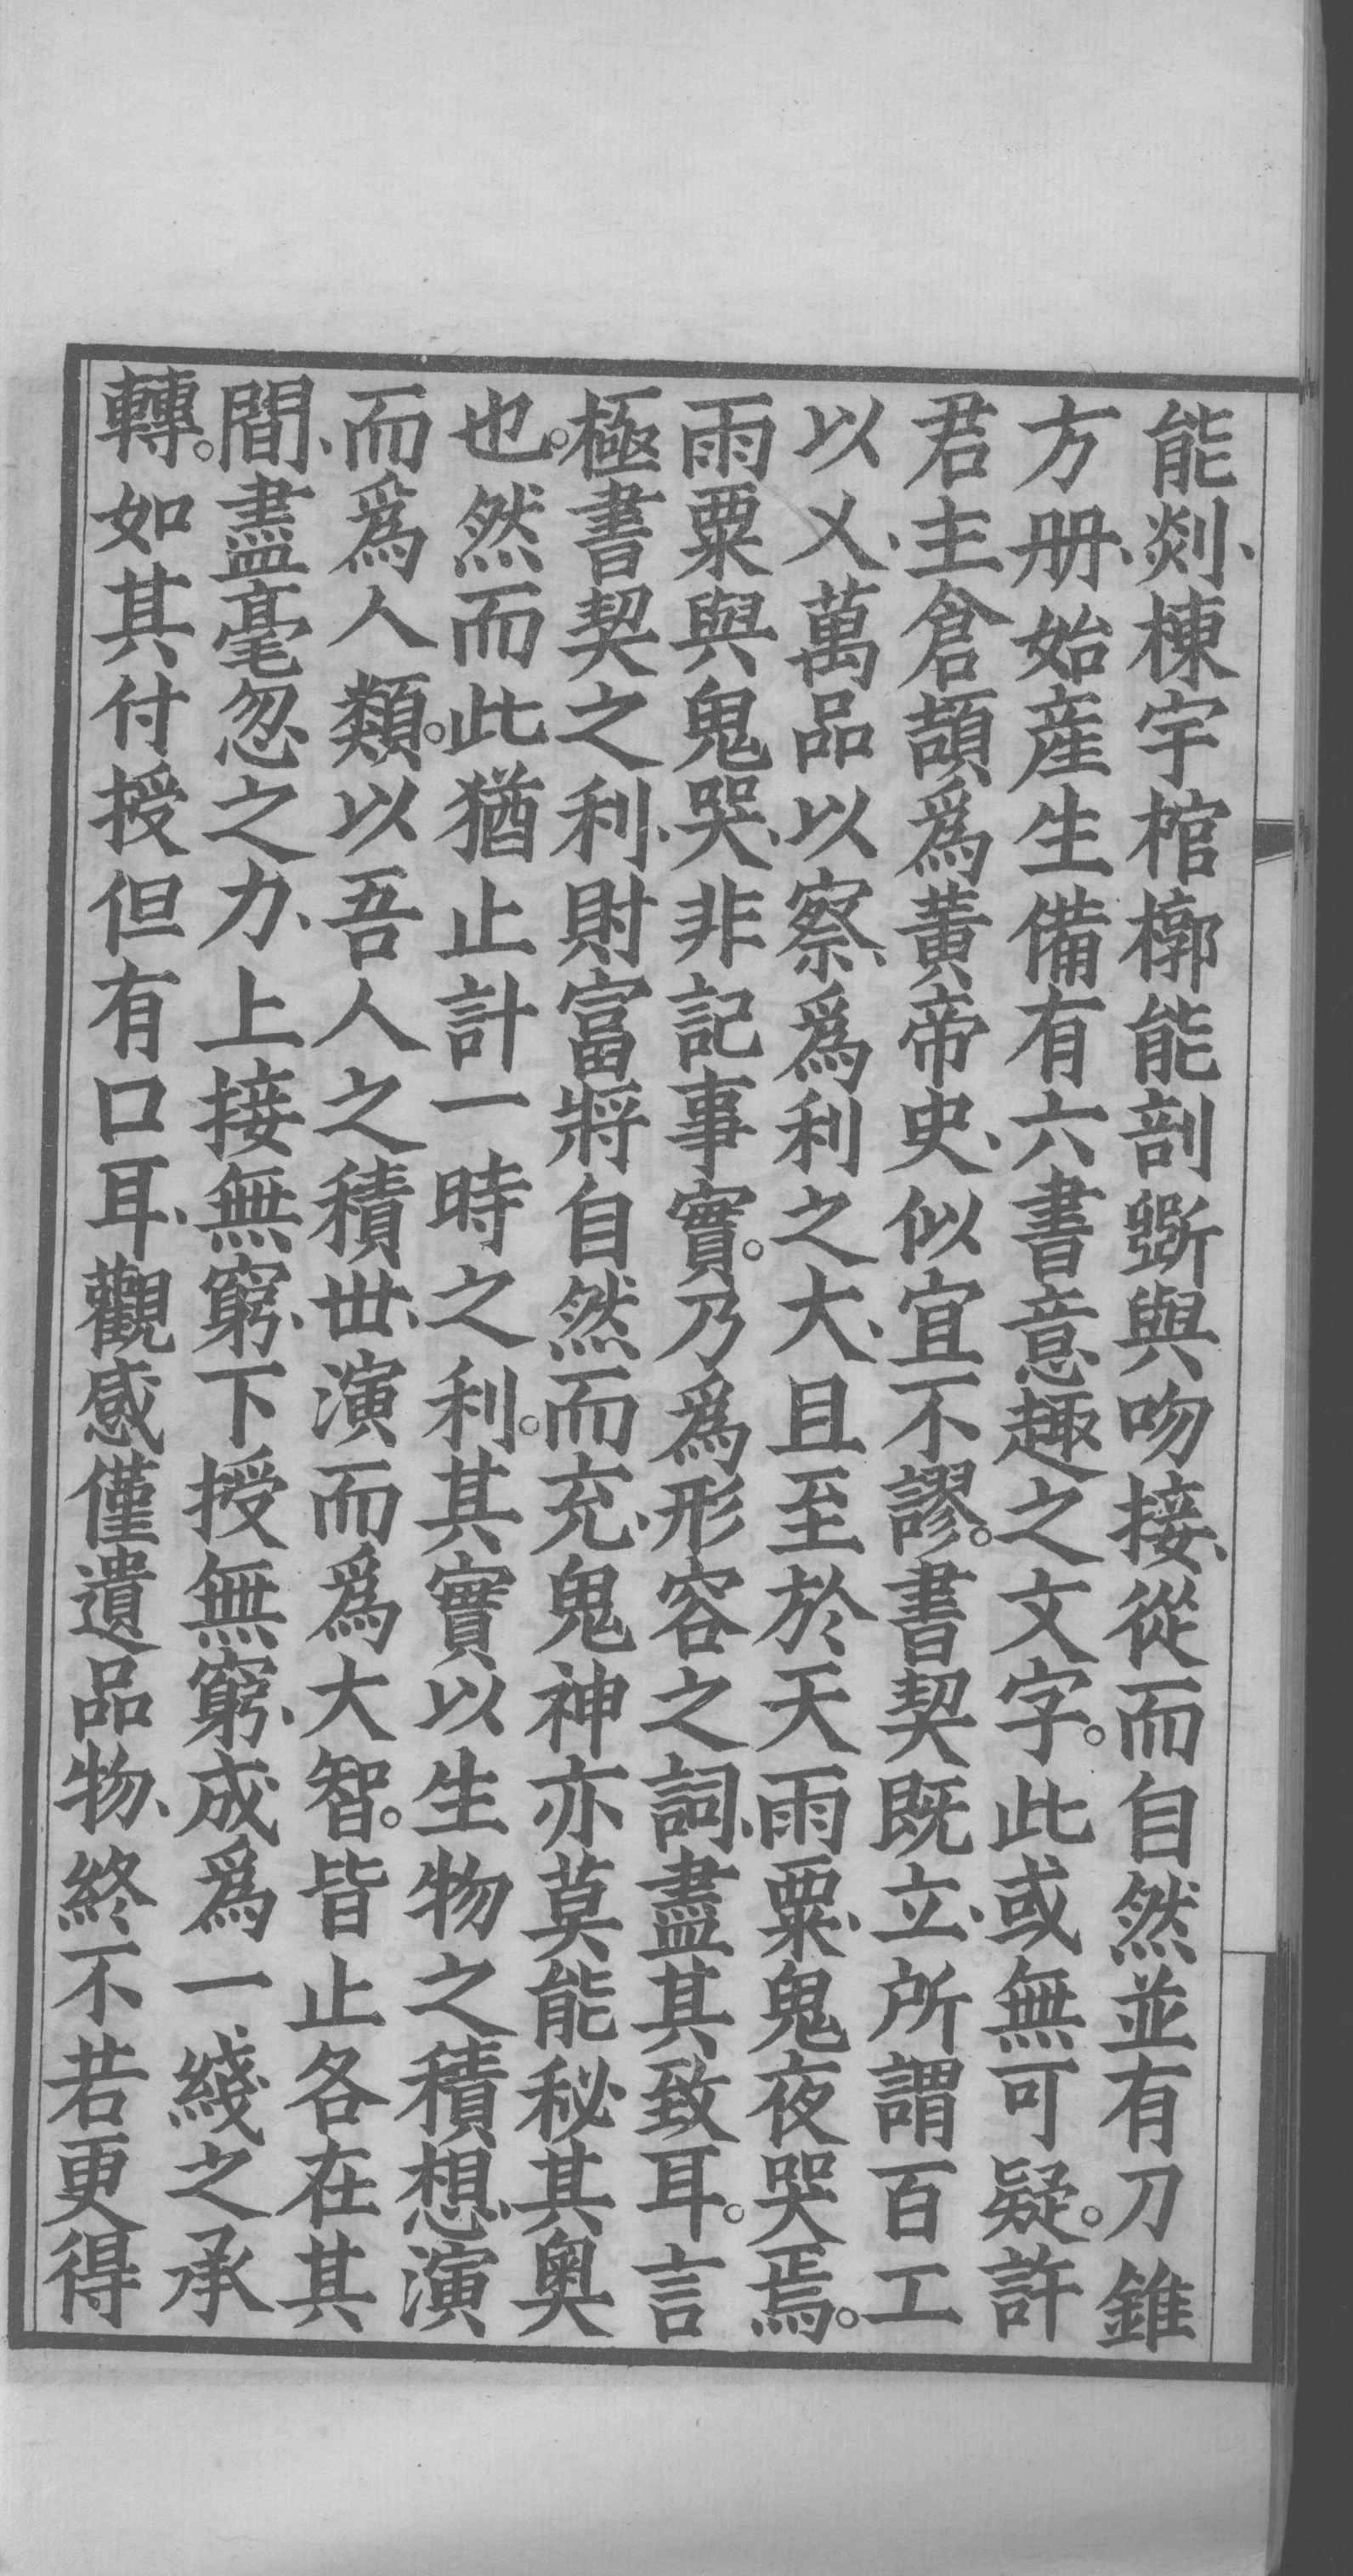 能剡、棟宇棺槨能剖斲與吻接、從而自然並有刀錐
方册、始產生備有六書意趣之文字。此或無可疑。許
君主倉頡爲黃帝史、似宜不謬。書契既立、所謂百工
以乂、萬品以察、爲利之大、且至於天雨粟、鬼夜哭焉。
雨粟與鬼哭、非記事實。乃爲形容之詞、盡其致耳。言
極書契之利、財富將自然而充、鬼神亦莫能秘其奧
也。然而此猶止計一時之利。其實以生物之積想、演
而爲人類。以吾人之積世、演而爲大智。皆止各在其
間、盡毫忽之力、上接無窮、下授無窮、成爲一綫之承
轉。如其付授但有口耳、觀感僅遺品物、終不若更得